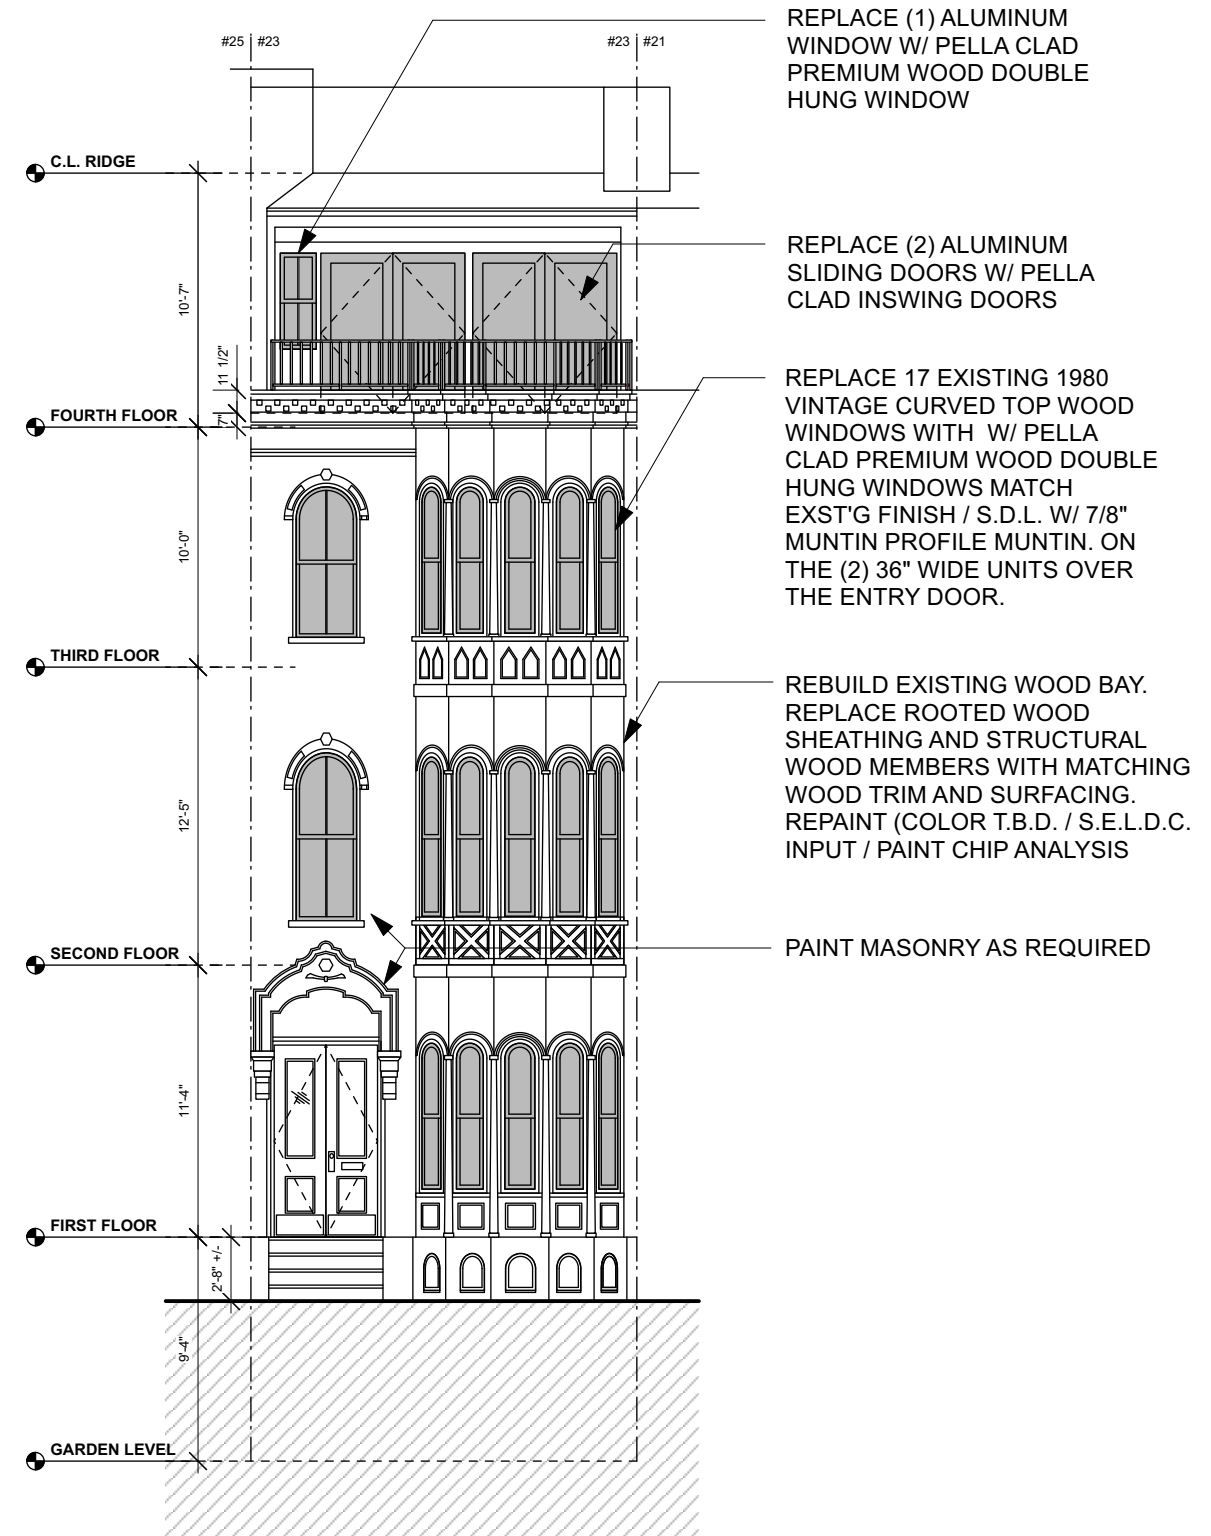 REPLACE (1) ALUMINUM
WINDOW W/ PELLA CLAD
PREMIUM WOOD DOUBLE
HUNG WINDOW
#25 #23
#23 #21
C.L. RIDGE
REPLACE (2) ALUMINUM
SLIDING DOORS W/ PELLA
CLAD INSWING DOORS
10'-7"
11 1/2"
7"
FOURTH FLOOR
REPLACE 17 EXISTING 1980
VINTAGE CURVED TOP WOOD
WINDOWS WITH W/ PELLA
CLAD PREMIUM WOOD DOUBLE
HUNG WINDOWS MATCH
EXST'G FINISH / S.D.L. W/ 7/8"
MUNTIN PROFILE MUNTIN. ON
THE (2) 36" WIDE UNITS OVER
THE ENTRY DOOR.
10'-0"
THIRD FLOOR
REBUILD EXISTING WOOD BAY.
REPLACE ROOTED WOOD
SHEATHING AND STRUCTURAL
WOOD MEMBERS WITH MATCHING
WOOD TRIM AND SURFACING.
REPAINT (COLOR T.B.D. / S.E.L.D.C.
INPUT / PAINT CHIP ANALYSIS
12'-5"
SECOND FLOOR
PAINT MASONRY AS REQUIRED
11'-4"
FIRST FLOOR
2'-8" +/-
9'-4"
GARDEN LEVEL